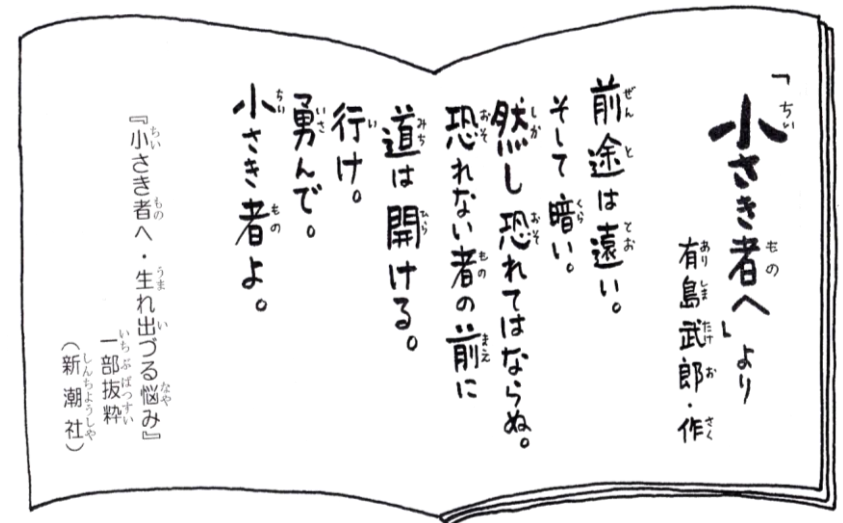 「小さき者へ」より
有島武郎・作
前途は遠い。
そして暗い。
然し恐れてはならぬ。
恐れない者の前に
道は開ける。
行け。
勇んで。
小さき者よ。
『小さき者へ・生れ出づる悩み』
一部抜粋
(新潮社)